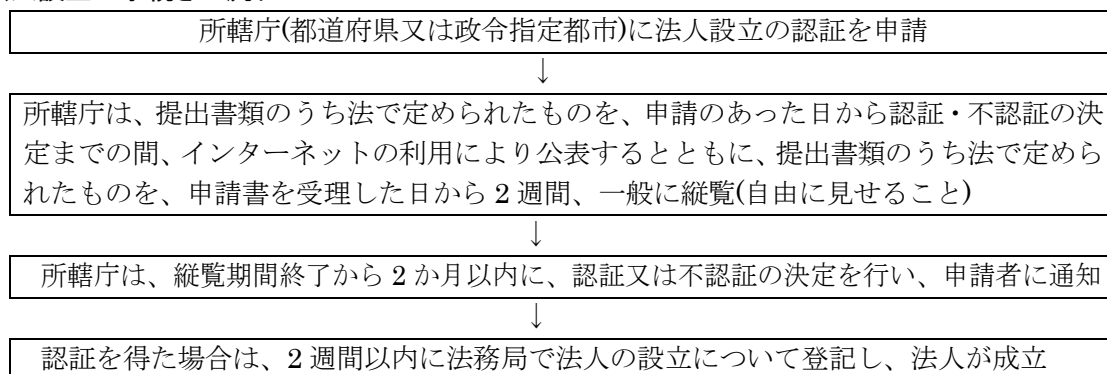 所轄庁(都道府県又は政令指定都市)に法人設立の認証を申請
↓
所轄庁は、提出書類のうち法で定められたものを、申請のあった日から認証・不認証の決
定までの間、インターネットの利用により公表するとともに、提出書類のうち法で定めら
れたものを、申請書を受理した日から 2 週間、一般に縦覧(自由に見せること)
↓
所轄庁は、縦覧期間終了から 2 か月以内に、認証又は不認証の決定を行い、申請者に通知
↓
認証を得た場合は、2 週間以内に法務局で法人の設立について登記し、法人が成立